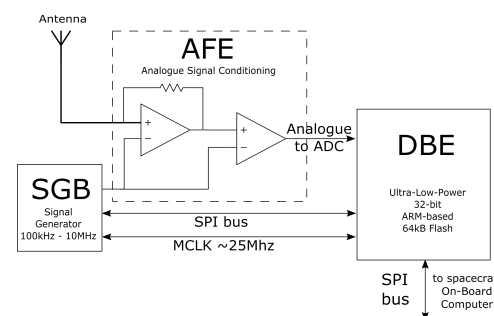 Antenna
AFE
Analogue Signal Conditioning
+
−
+
−
Analogue
to ADC
DBE
Ultra-Low-Power
32-bit
ARM-based
64kB Flash
SGB
Signal
Generator
100kHz - 10MHz
SPI bus
MCLK ~25Mhz
SPI
bus
to spacecra
On-Board
Computer